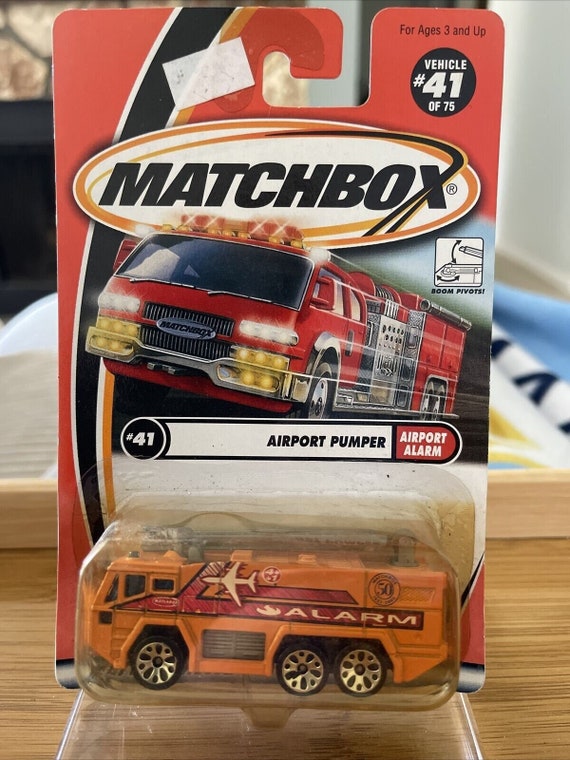 For Ages 3 and Up
VEHICLE
#41
OF 75
MATCHBOX®
BOOM PIVOTS!
MATCHBOX
#41
AIRPORT PUMPER
AIRPORT
ALARM
50
ALARM